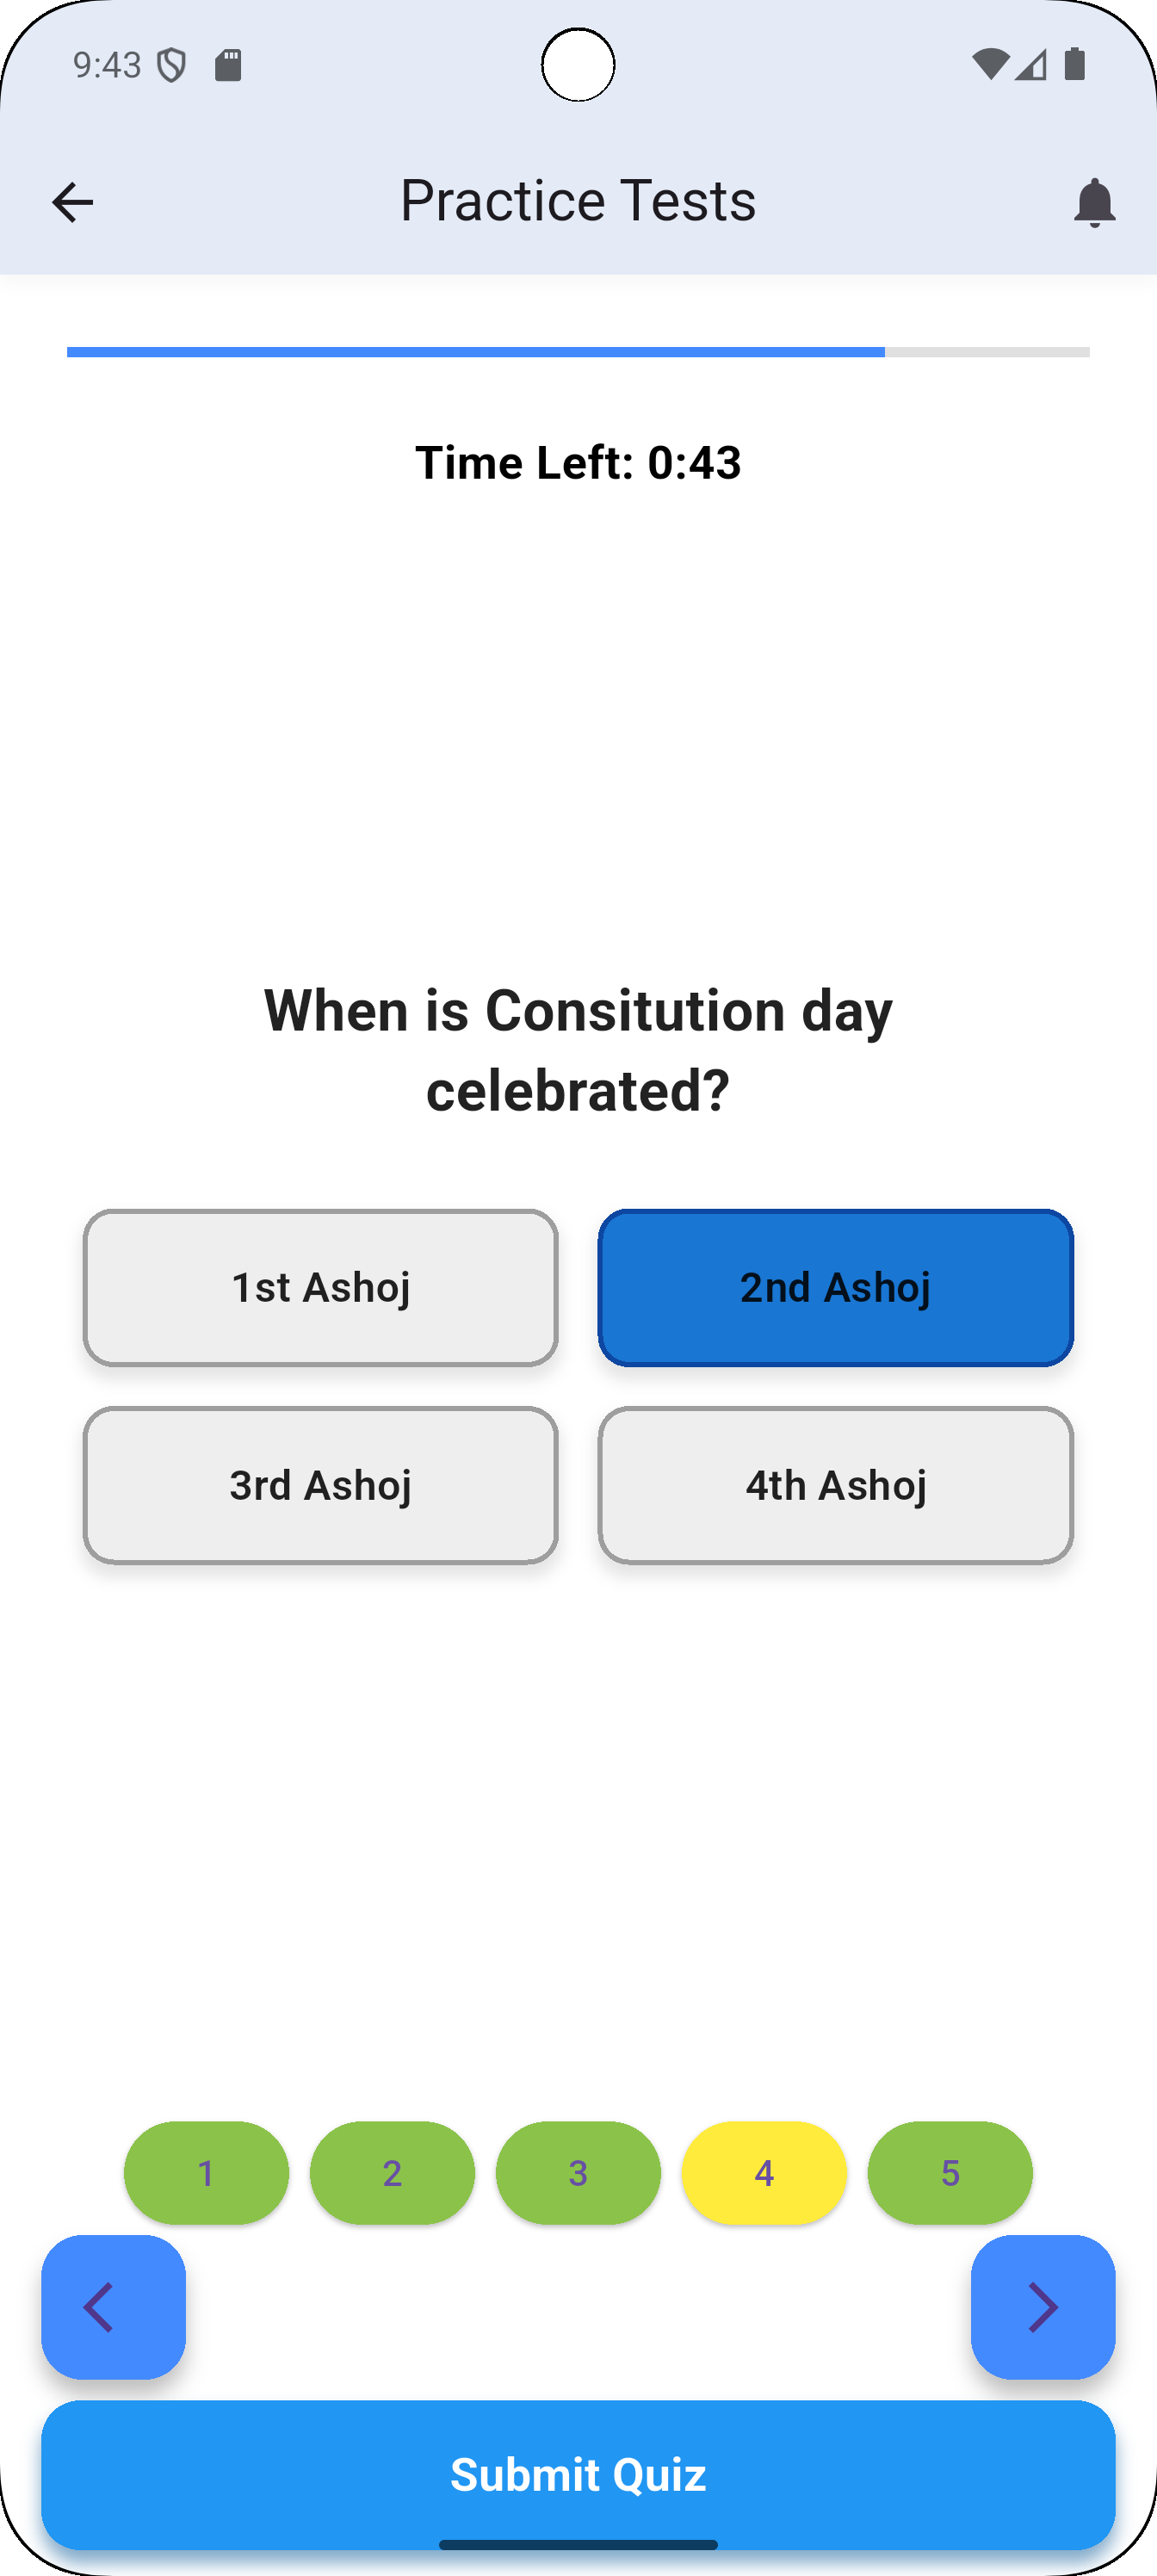 9:43
Practice Tests
Time Left: 0:43
When is Consitution day
celebrated?
1st Ashoj
2nd Ashoj
3rd Ashoj
4th Ashoj
1
2
3
4
5
Submit Quiz